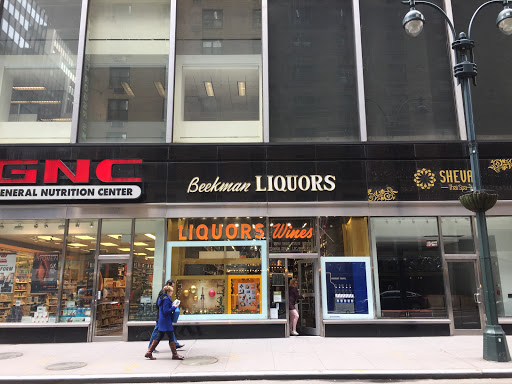 GNC
GENERAL NUTRITION CENTER
Beekman LIQUORS
SHEVA
LIQUORS Wines